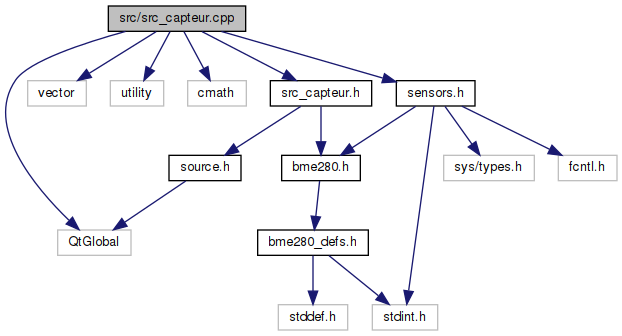 src/src_capteur.cpp
vector
utility
cmath
src_capteur.h
sensors.h
source.h
bme280.h
sys/types.h
fcntl.h
QtGlobal
bme280_defs.h
stddef.h
stdint.h